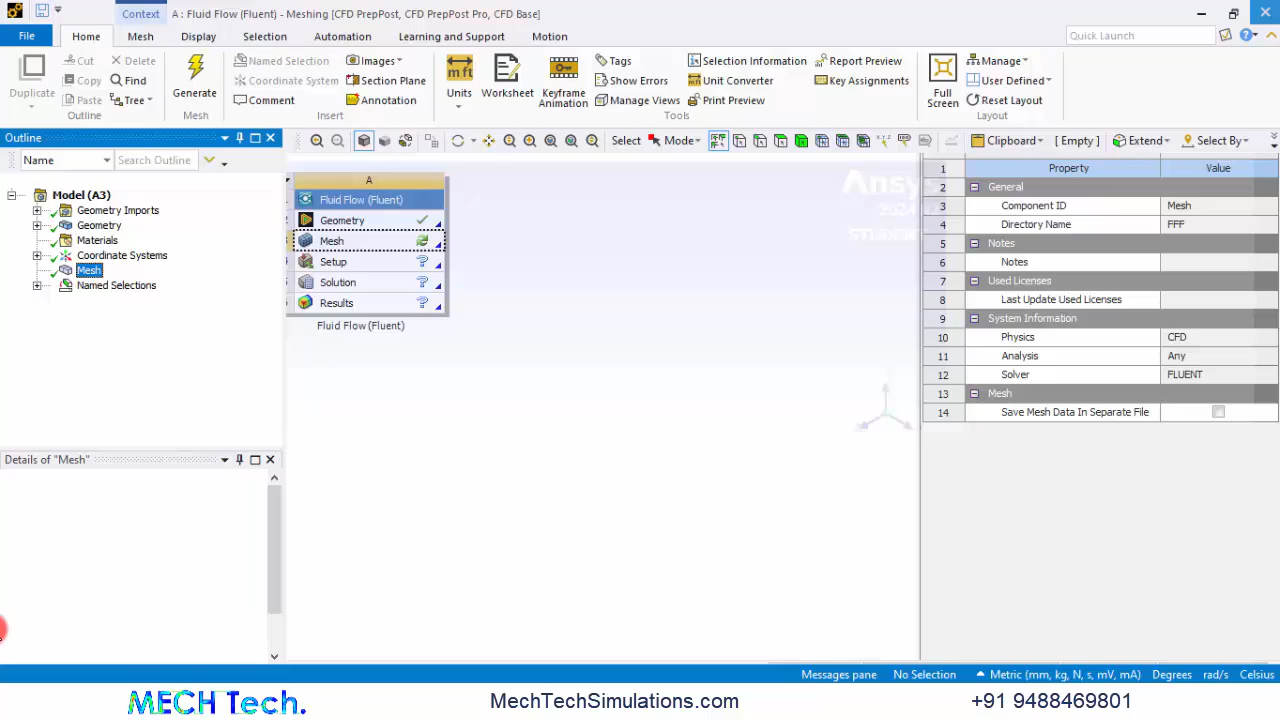 Context
A : Fluid Flow (Fluent) - Meshing [CFD PrepPost, CFD PrepPost Pro, CFD Base]
File Home Mesh Display Selection Automation Learning and Support Motion Quick Launch
Duplicate Cut Copy Paste Delete Find Tree
Outline
Generate
Mesh
Named Selection Coordinate System Comment
Images Section Plane Annotation
Insert
Units Worksheet Keyframe Animation
Tags Show Errors Manage Views
Selection Information Unit Converter Print Preview
Report Preview Key Assignments
Tools
Full Screen
Manage User Defined Reset Layout
Layout
Outline
Select Mode Clipboard [ Empty ] Extend Select By
Name Search Outline
Model (A3)
Geometry Imports
Geometry
Materials
Coordinate Systems
Mesh
Named Selections
Details of "Mesh"
A
Fluid Flow (Fluent)
2 Geometry
Mesh
Setup
Solution
Results
Fluid Flow (Fluent)
STUDENT
1 Property Value
2 General
3 Component ID Mesh
4 Directory Name FFF
5 Notes
6 Notes
7 Used Licenses
8 Last Update Used Licenses
9 System Information
10 Physics CFD
11 Analysis Any
12 Solver FLUENT
13 Mesh
14 Save Mesh Data In Separate File
Messages pane No Selection Metric (mm, kg, N, s, mV, mA) Degrees rad/s Celsius
MECH Tech. MechTechSimulations.com +91 9488469801